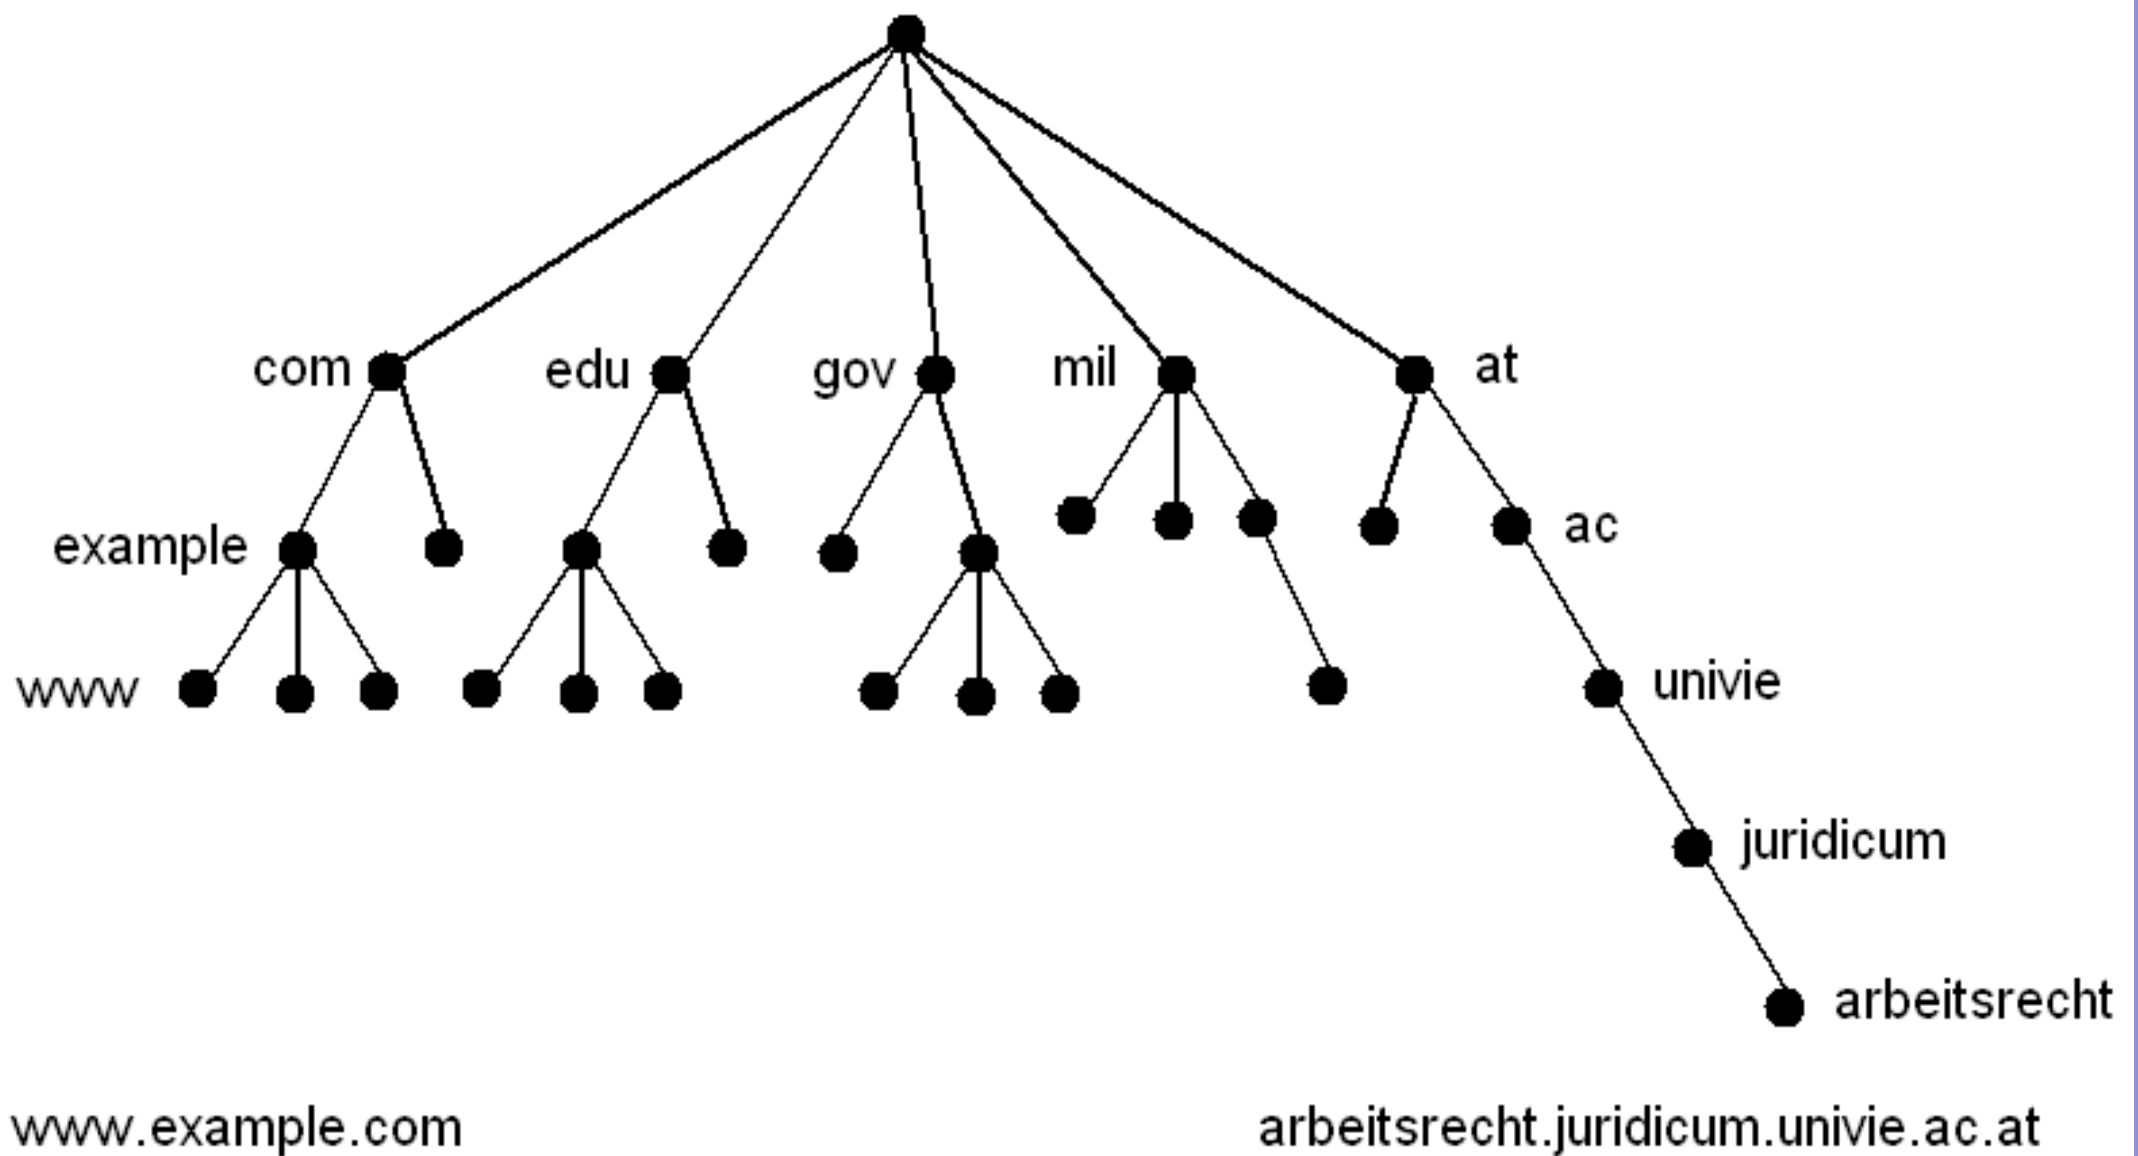 com edu gov mil at
example ac
www univie
juridicum
arbeitsrecht
www.example.com arbeitsrecht.juridicum.univie.ac.at